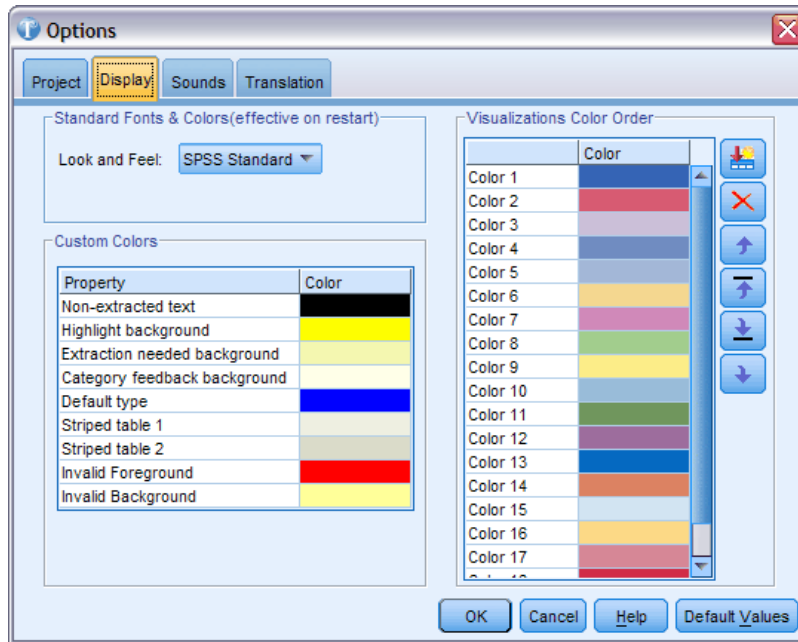 Options
Project Display Sounds Translation
Standard Fonts & Colors(effective on restart)
Look and Feel: SPSS Standard
Custom Colors
Property Color
Non-extracted text
Highlight background
Extraction needed background
Category feedback background
Default type
Striped table 1
Striped table 2
Invalid Foreground
Invalid Background
Visualizations Color Order
Color
Color 1
Color 2
Color 3
Color 4
Color 5
Color 6
Color 7
Color 8
Color 9
Color 10
Color 11
Color 12
Color 13
Color 14
Color 15
Color 16
Color 17
OK Cancel Help Default Values